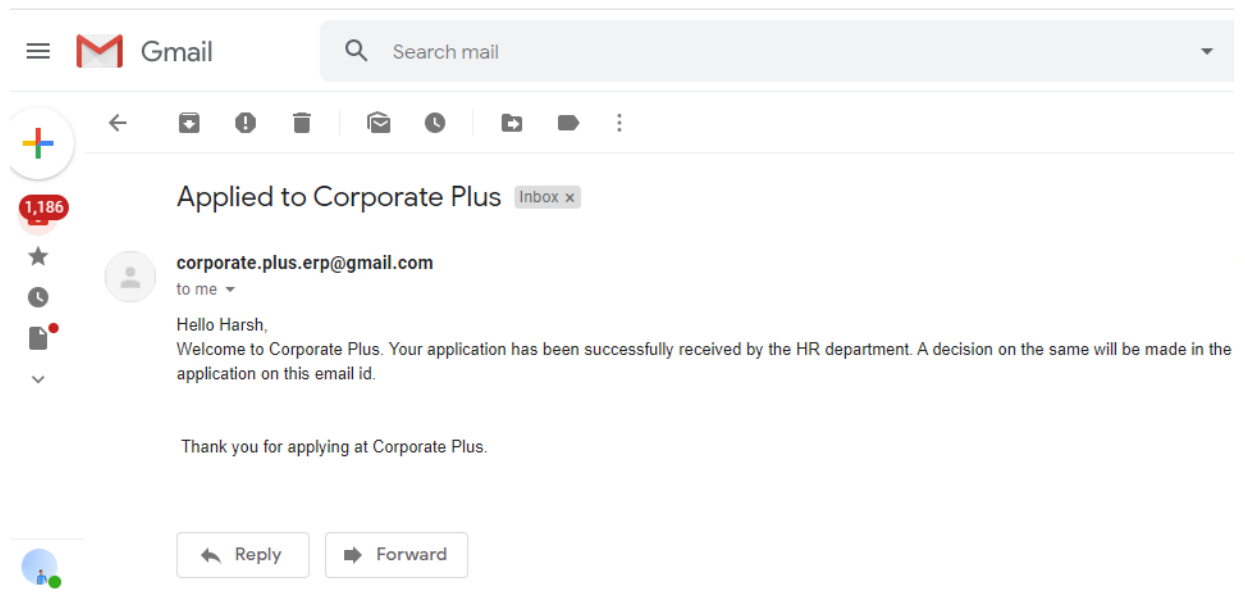 Gmail
Search mail
1,186
Applied to Corporate Plus Inbox x
corporate.plus.erp@gmail.com
to me
Hello Harsh,
Welcome to Corporate Plus. Your application has been successfully received by the HR department. A decision on the same will be made in the
application on this email id.
Thank you for applying at Corporate Plus.
Reply Forward